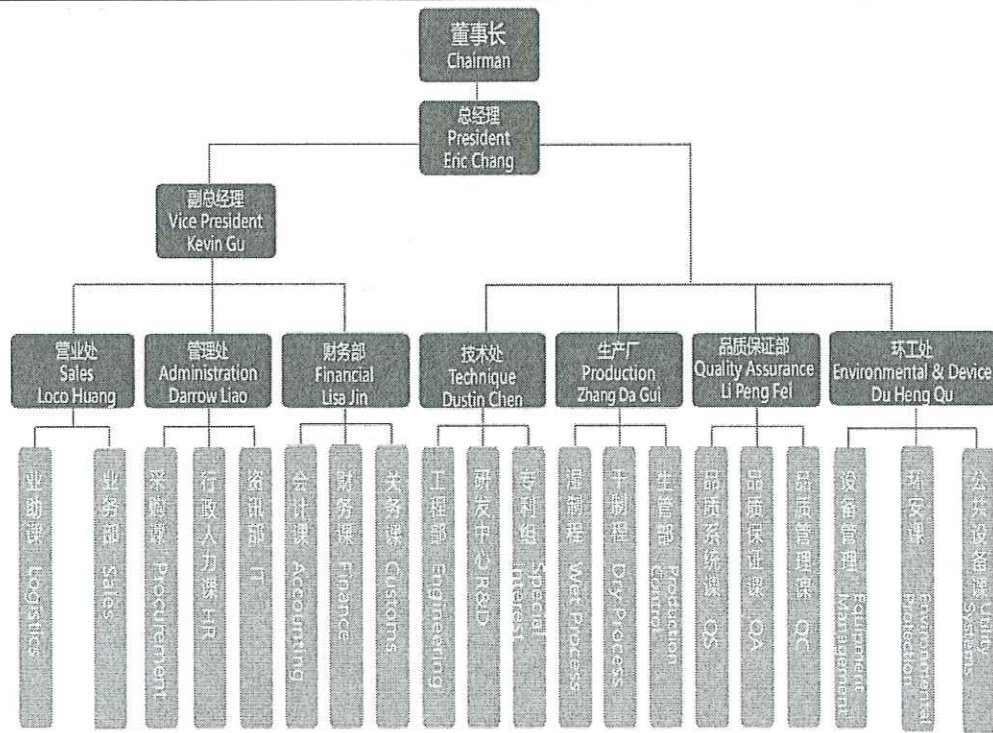 董事长
Chairman
总经理
President
Eric Chang
副总经理
Vice President
Kevin Gu
营业处
Sales
Loco Huang
管理处
Administration
Darrow Liao
财务部
Financial
Lisa Jin
技术处
Technique
Dustin Chen
生产厂
Production
Zhang Da Gui
品质保证部
Quality Assurance
Li Peng Fei
环工处
Environmental & Device
Du Heng Qu
业助课 Logistics
业务部 Sales
采购课 Procurement
行政人力课 HR
资讯部 IT
会计课 Accounting
财务课 Finance
关务课 Customs
工程部 Engineering
研发中心 R&D
专利组 Special
Interest
湿制程 Wet Process
干制程 Dry Process
生管部 Production
Control
品质系统课 QS
品质保证课 QA
品质管理课 QC
设备管理 Equipment
Management
环安课 Environmental
Protection
公共设备课 Utility
Systems